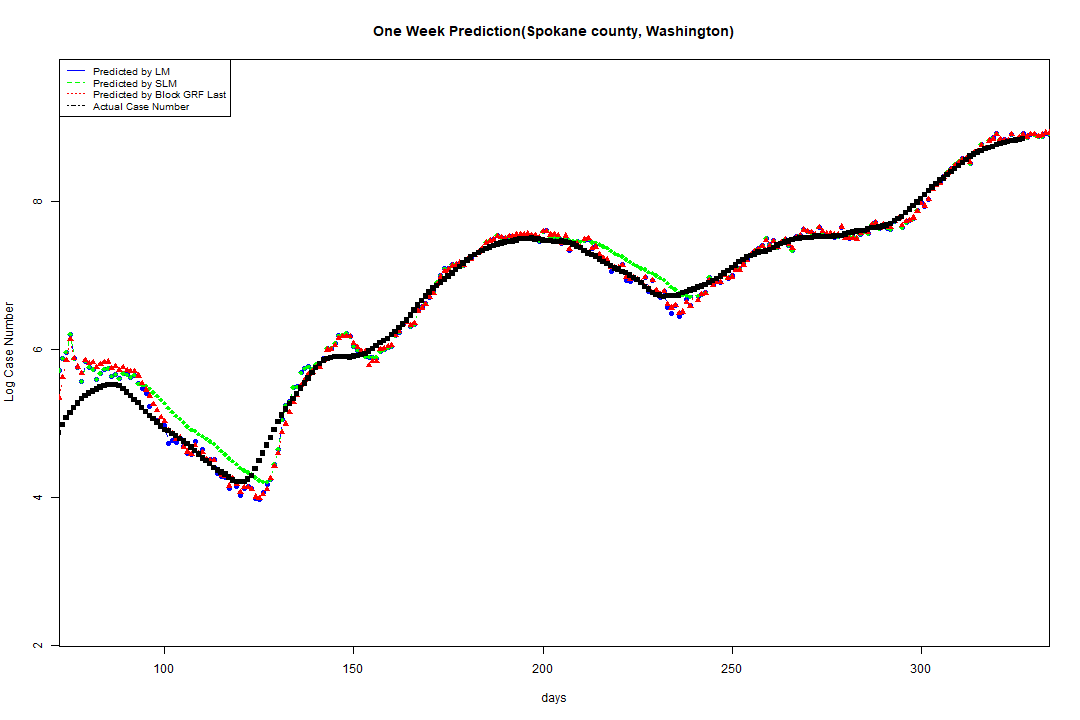 One Week Prediction(Spokane county, Washington)
Predicted by LM
Predicted by SLM
Predicted by Block GRF Last
Actual Case Number
Log Case Number
8
6
4
2
100 150 200 250 300
days